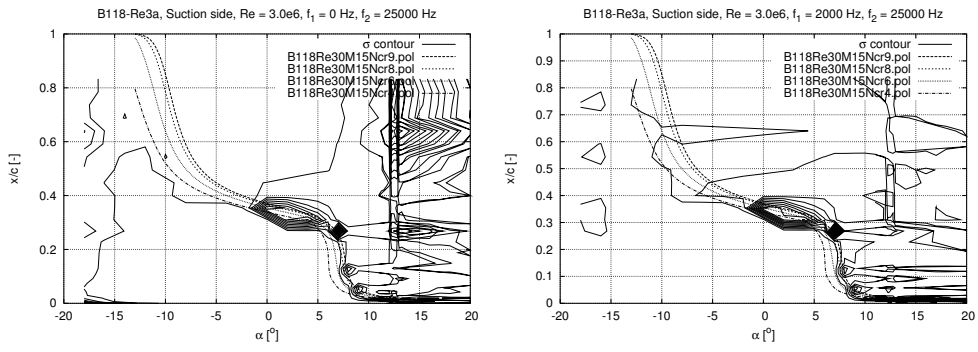 B118-Re3a, Suction side, Re = 3.0e6, f1 = 0 Hz, f2 = 25000 Hz
σ contour
B118Re30M15Ncr9.pol
B118Re30M15Ncr8.pol
B118Re30M15Ncr6.pol
B118Re30M15Ncr4.pol
x/c [-]
1
0.8
0.6
0.4
0.2
0
-20 -15 -10 -5 0 5 10 15 20
α [°]
B118-Re3a, Suction side, Re = 3.0e6, f1 = 2000 Hz, f2 = 25000 Hz
σ contour
B118Re30M15Ncr9.pol
B118Re30M15Ncr8.pol
B118Re30M15Ncr6.pol
B118Re30M15Ncr4.pol
x/c [-]
1
0.9
0.8
0.7
0.6
0.5
0.4
0.3
0.2
0.1
0
-20 -15 -10 -5 0 5 10 15 20
α [°]